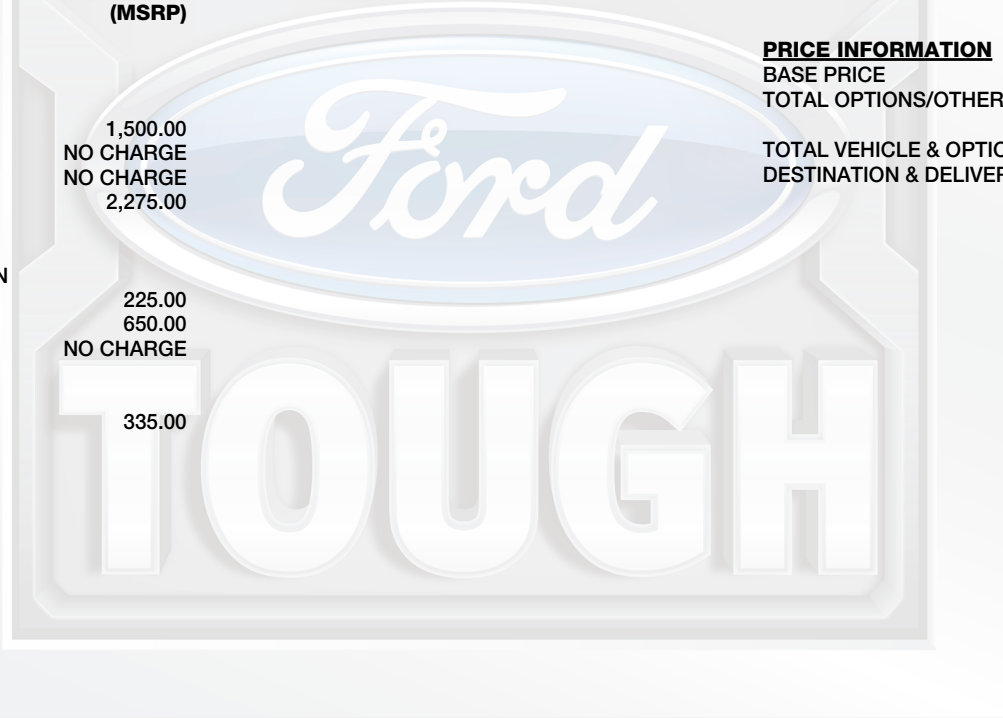 (MSRP)
1,500.00
NO CHARGE
NO CHARGE
2,275.00
N
225.00
650.00
NO CHARGE
335.00
PRICE INFORMATION
BASE PRICE
TOTAL OPTIONS/OTHER
TOTAL VEHICLE & OPTIO
DESTINATION & DELIVER
Ford
TOUGH